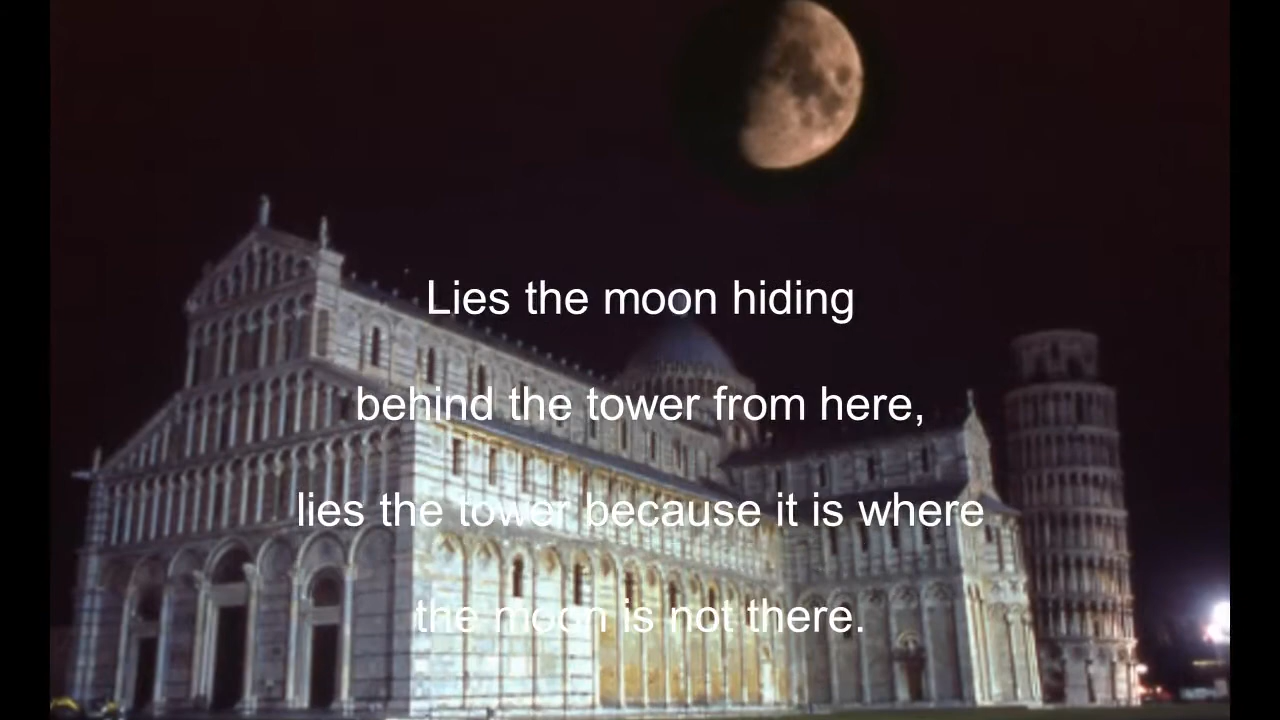 Lies the moon hiding
behind the tower from here,
lies the tower because it is where
the moon is not there.